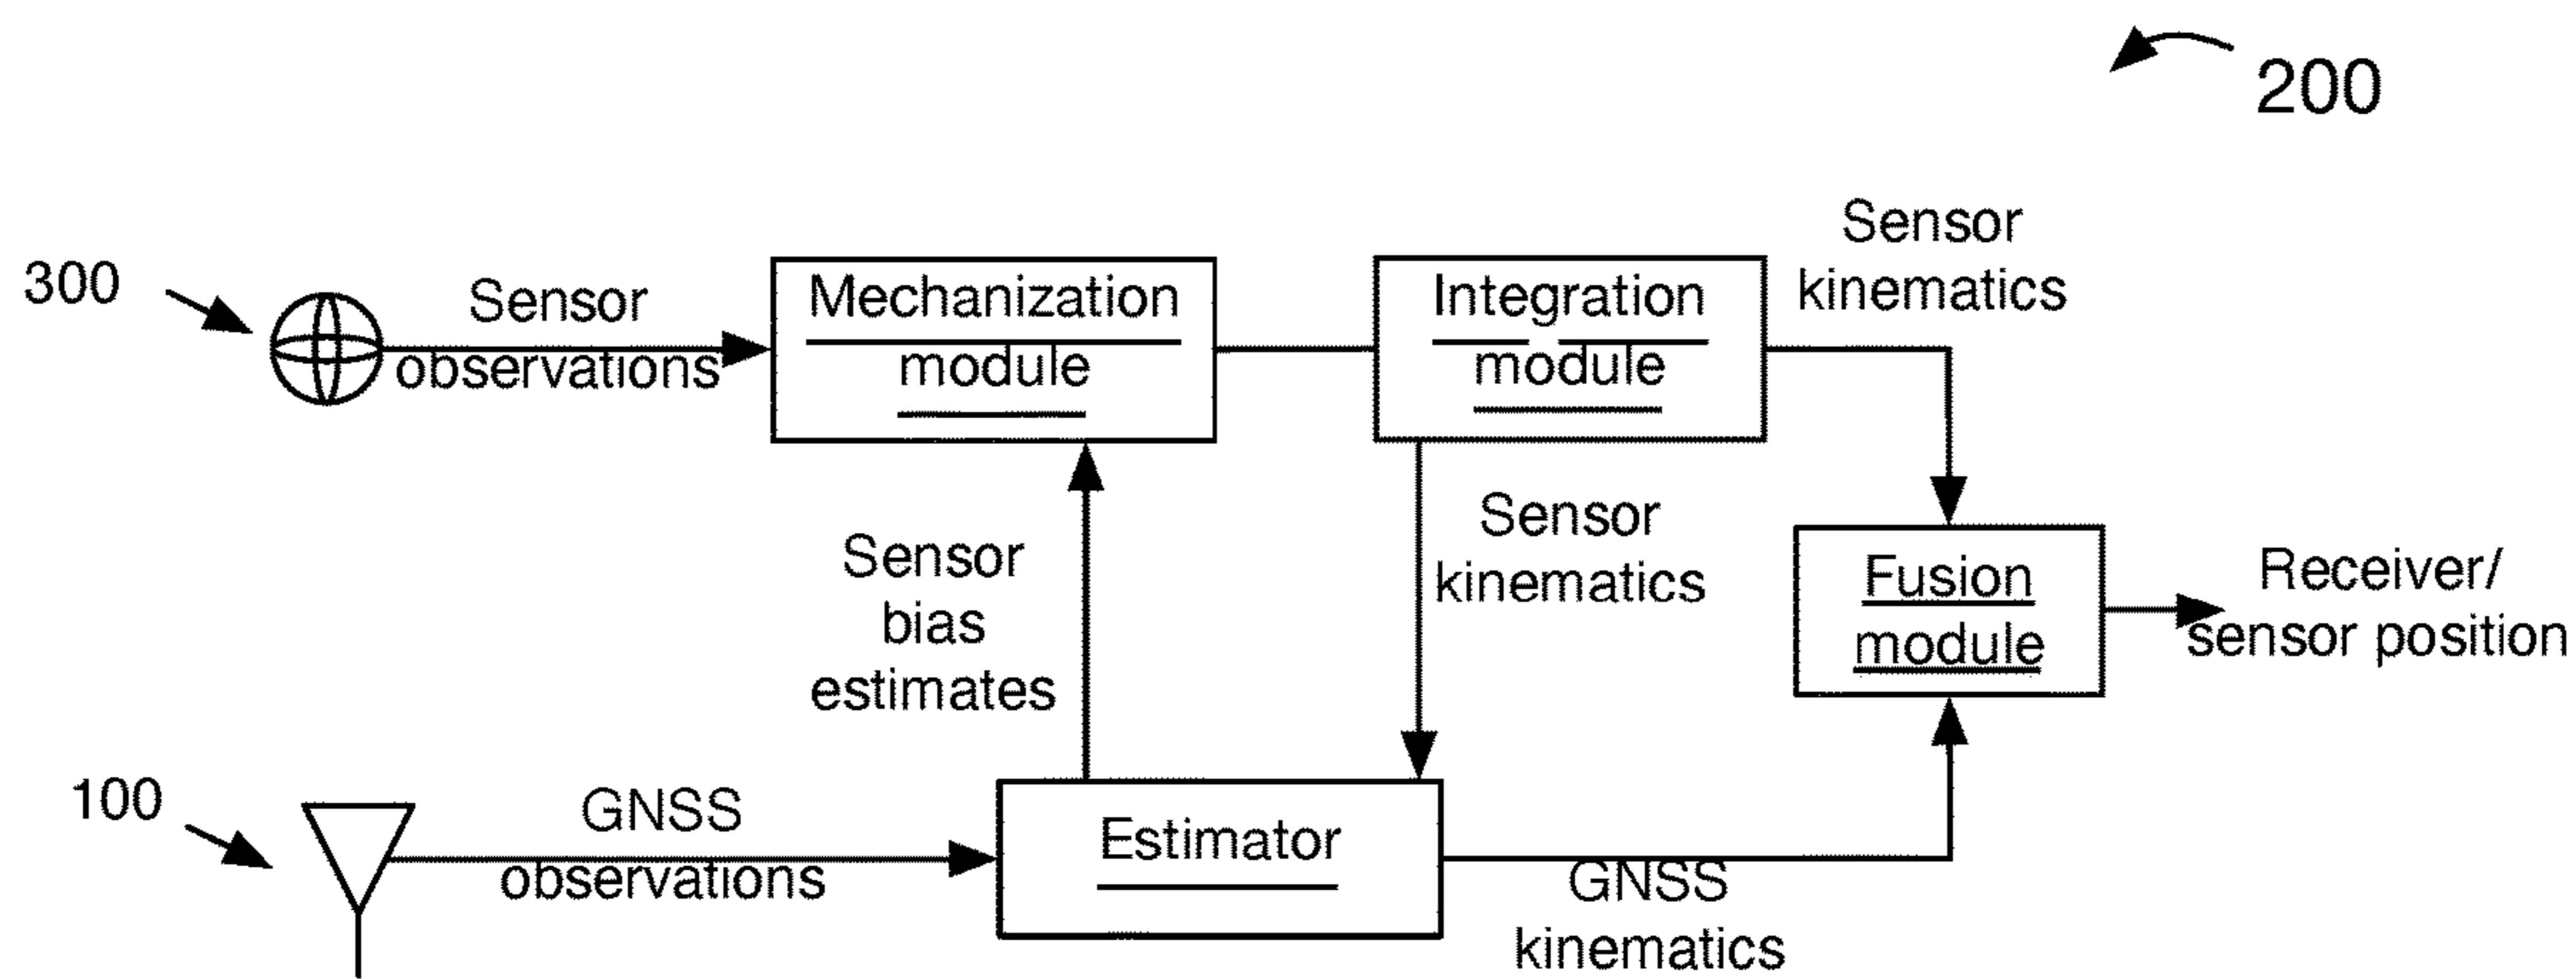 200
300
Sensor
observations
Mechanization
module
Integration
module
Sensor
kinematics
Sensor
bias
estimates
Sensor
kinematics
Fusion
module
Receiver/
sensor position
100
GNSS
observations
Estimator
GNSS
kinematics